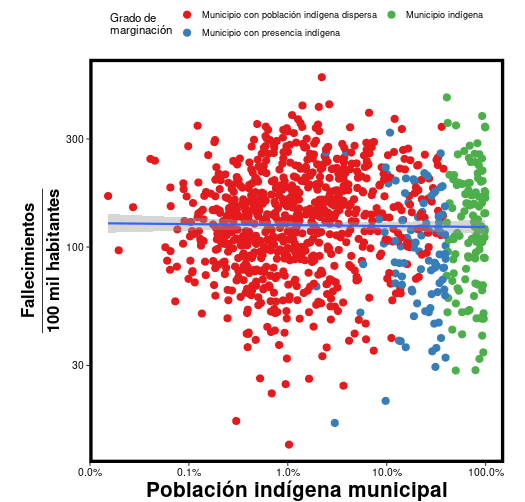 Grado de
marginación
Municipio con población indígena dispersa
Municipio indígena
Municipio con presencia indígena
Fallecimientos
100 mil habitantes
300
100
30
0.0%
0.1%
1.0%
10.0%
100.0%
Población indígena municipal